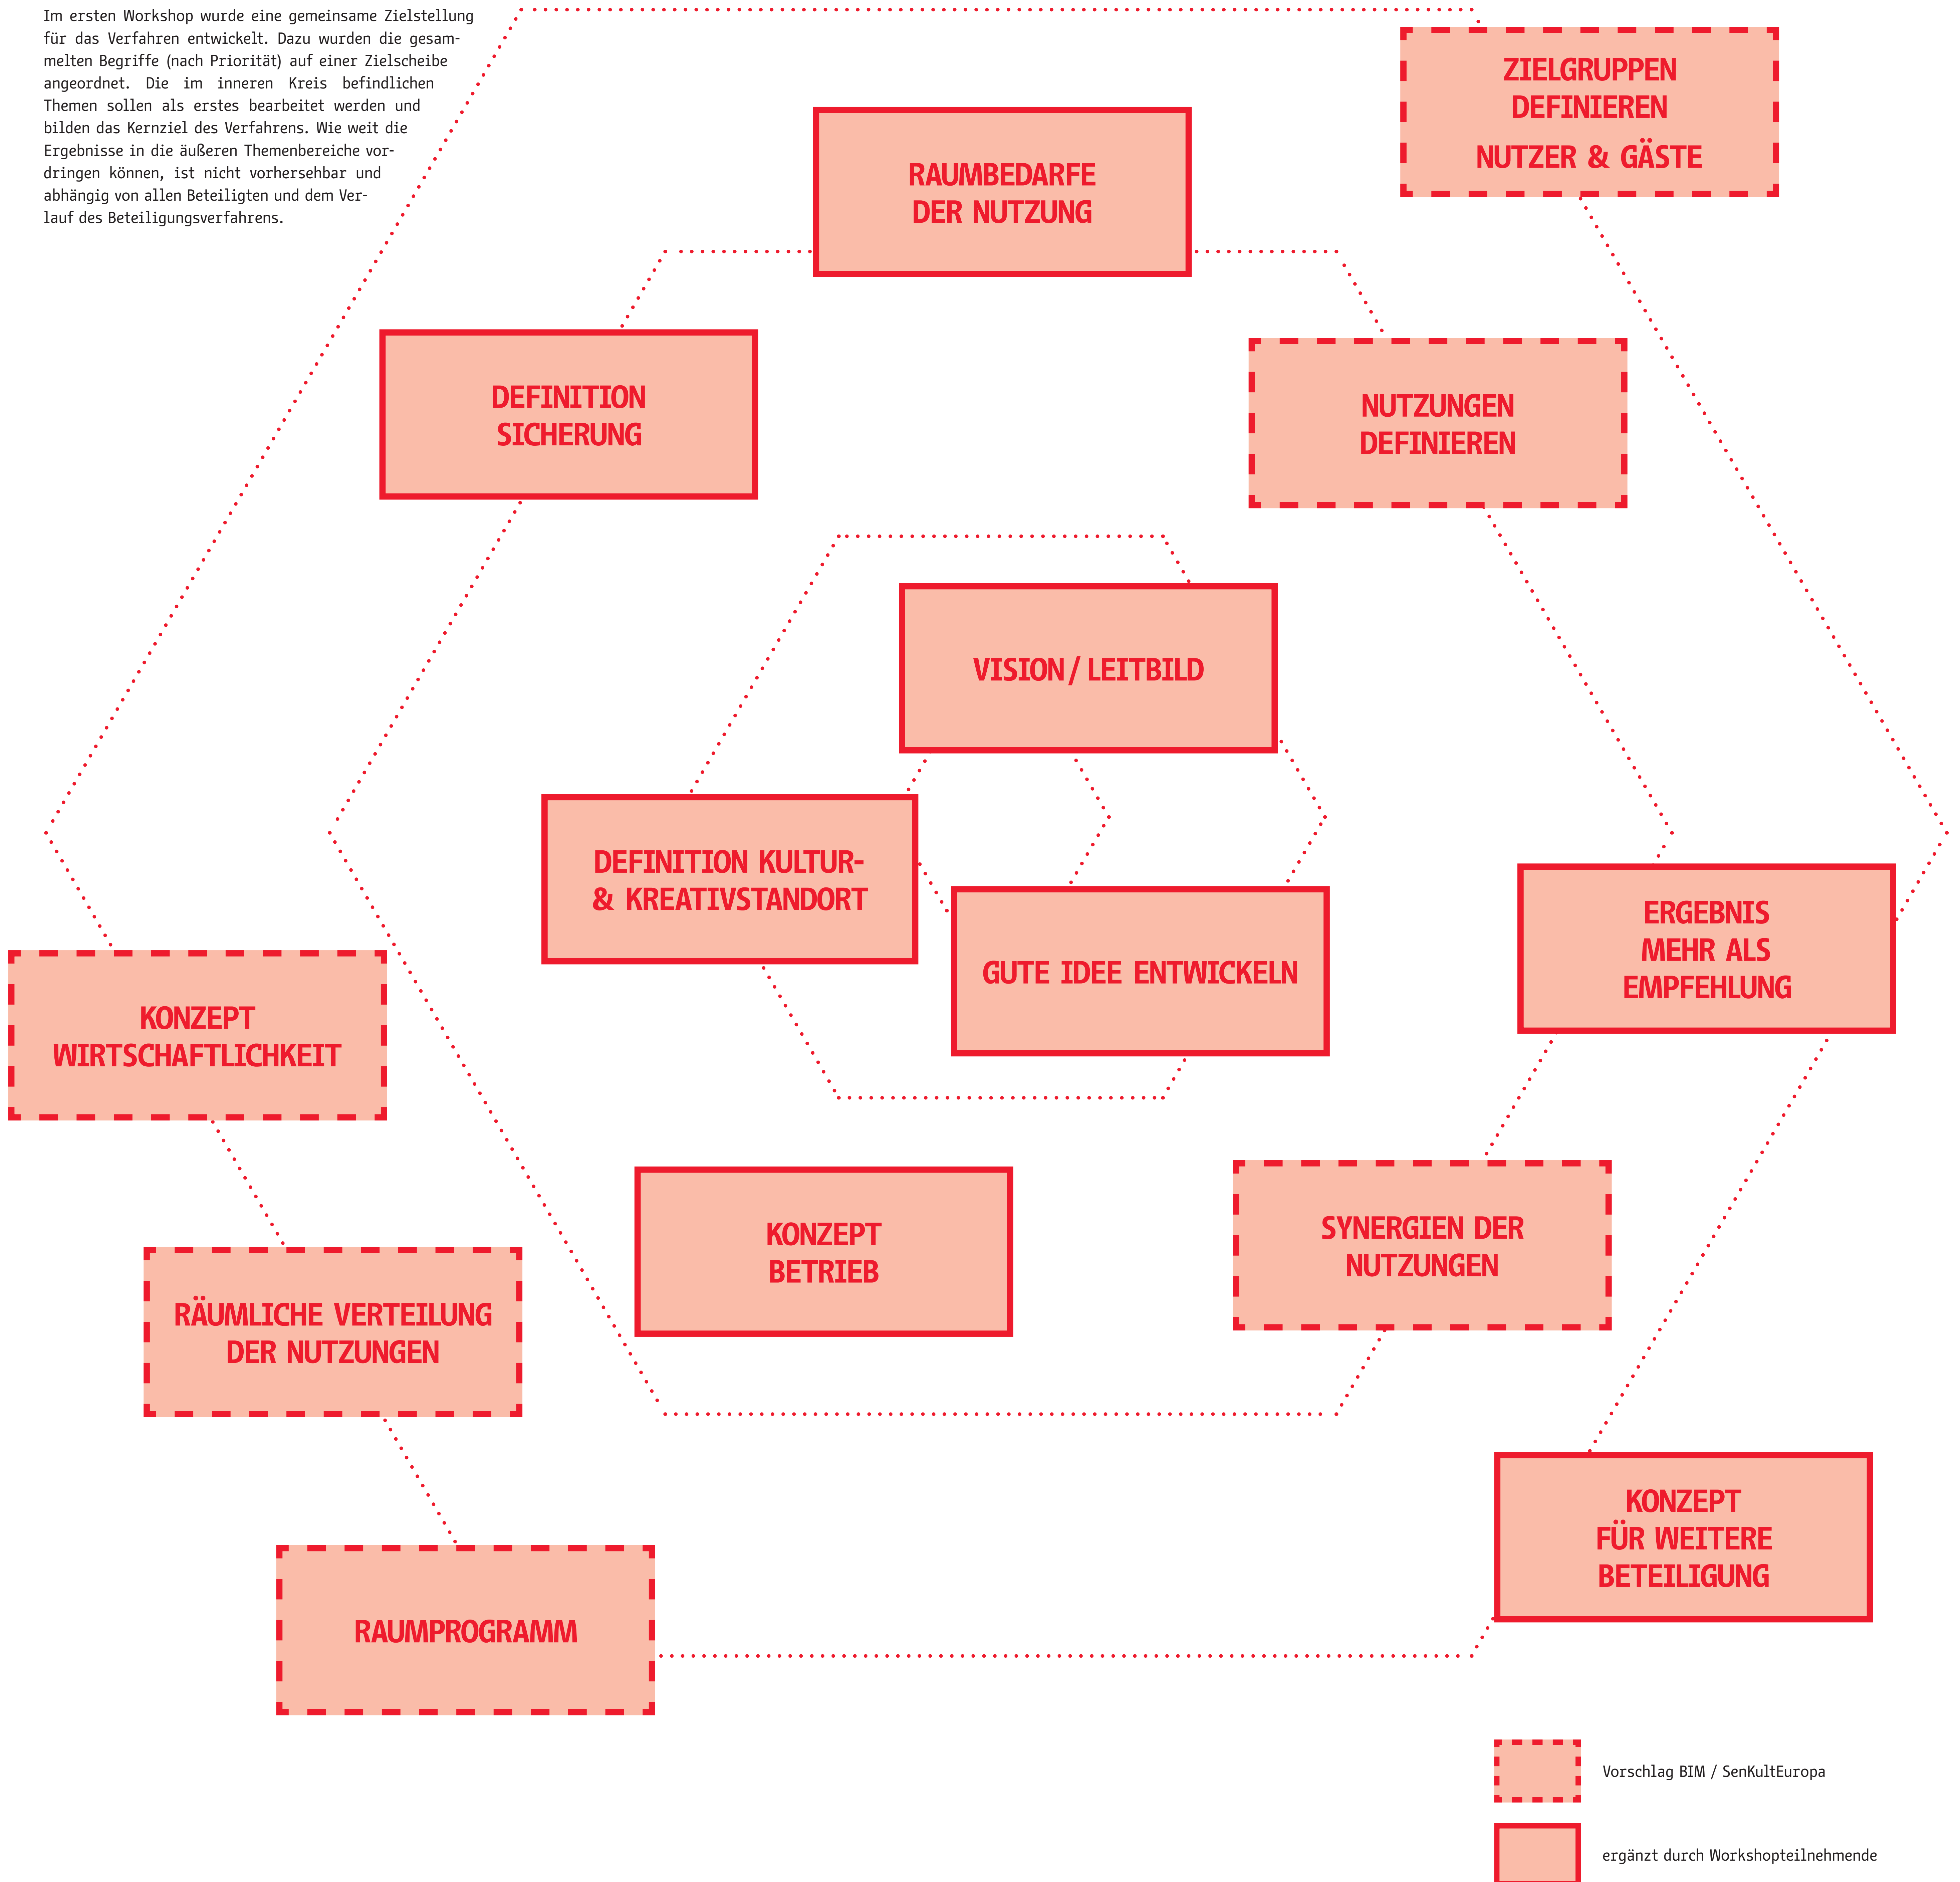 Im ersten Workshop wurde eine gemeinsame Zielstellung
für das Verfahren entwickelt. Dazu wurden die gesam-
melten Begriffe (nach Priorität) auf einer Zielscheibe
angeordnet. Die im inneren Kreis befindlichen
Themen sollen als erstes bearbeitet werden und
bilden das Kernziel des Verfahrens. Wie weit die
Ergebnisse in die äußeren Themenbereiche vor-
dringen können, ist nicht vorhersehbar und
abhängig von allen Beteiligten und dem Ver-
lauf des Beteiligungsverfahrens.
ZIELGRUPPEN
DEFINIEREN
NUTZER & GÄSTE
RAUMBEDARFE
DER NUTZUNG
DEFINITION
SICHERUNG
NUTZUNGEN
DEFINIEREN
VISION / LEITBILD
DEFINITION KULTUR-
& KREATIVSTANDORT
GUTE IDEE ENTWICKELN
ERGEBNIS
MEHR ALS
EMPFEHLUNG
KONZEPT
WIRTSCHAFTLICHKEIT
KONZEPT
BETRIEB
SYNERGIEN DER
NUTZUNGEN
RÄUMLICHE VERTEILUNG
DER NUTZUNGEN
KONZEPT
FÜR WEITERE
BETEILIGUNG
RAUMPROGRAMM
Vorschlag BIM / SenKultEuropa
ergänzt durch Workshopteilnehmende